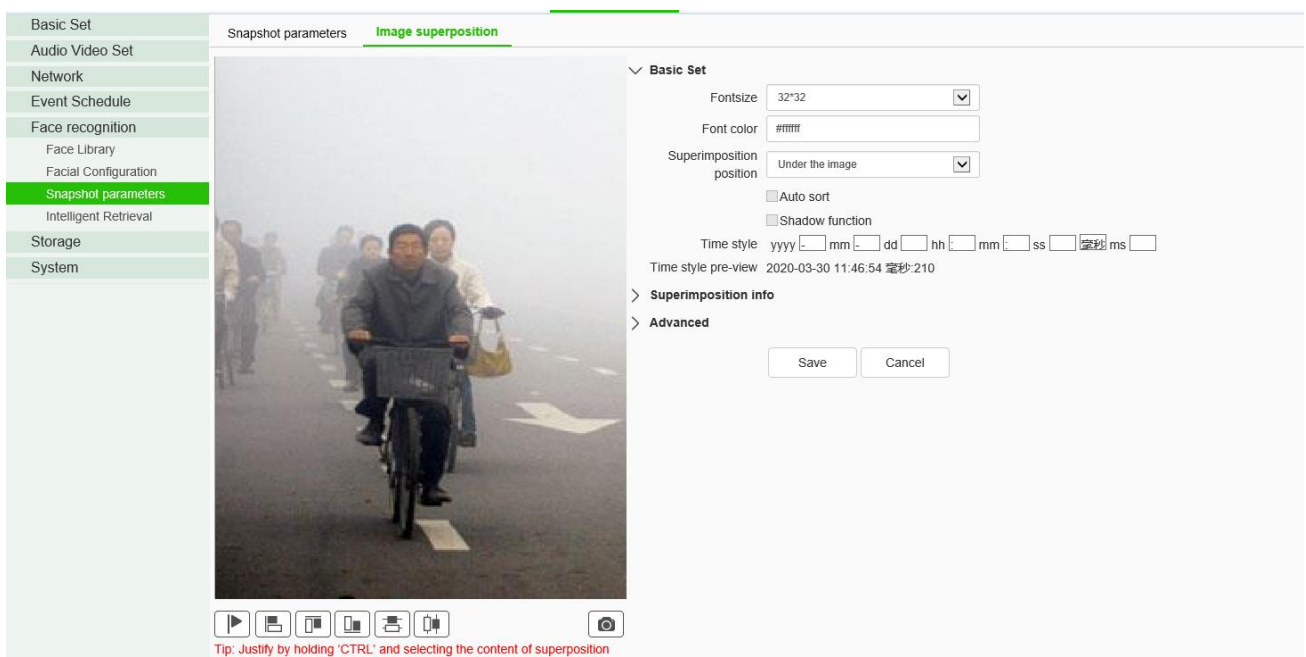 Basic Set
Audio Video Set
Network
Event Schedule
Face recognition
Face Library
Facial Configuration
Snapshot parameters
Intelligent Retrieval
Storage
System
Snapshot parameters Image superposition
Basic Set
Fontsize 32*32
Font color #ffffff
Superimposition
position Under the image
Auto sort
Shadow function
Time style yyyy - mm - dd hh : mm : ss 毫秒 ms
Time style pre-view 2020-03-30 11:46:54 毫秒:210
Superimposition info
Advanced
Save Cancel
Tip: Justify by holding 'CTRL' and selecting the content of superposition